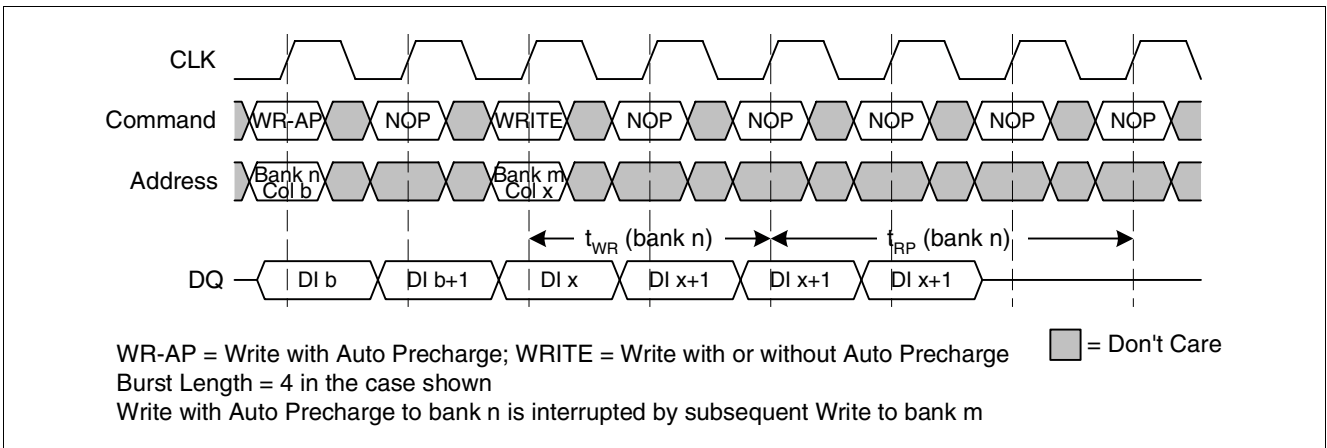 CLK
Command WR-AP NOP WRITE NOP NOP NOP NOP NOP
Address Bank n Col b Bank m Col x
tWR (bank n) tRP (bank n)
DQ DI b DI b+1 DI x DI x+1 DI x+1 DI x+1
WR-AP = Write with Auto Precharge; WRITE = Write with or without Auto Precharge
= Don't Care
Burst Length = 4 in the case shown
Write with Auto Precharge to bank n is interrupted by subsequent Write to bank m